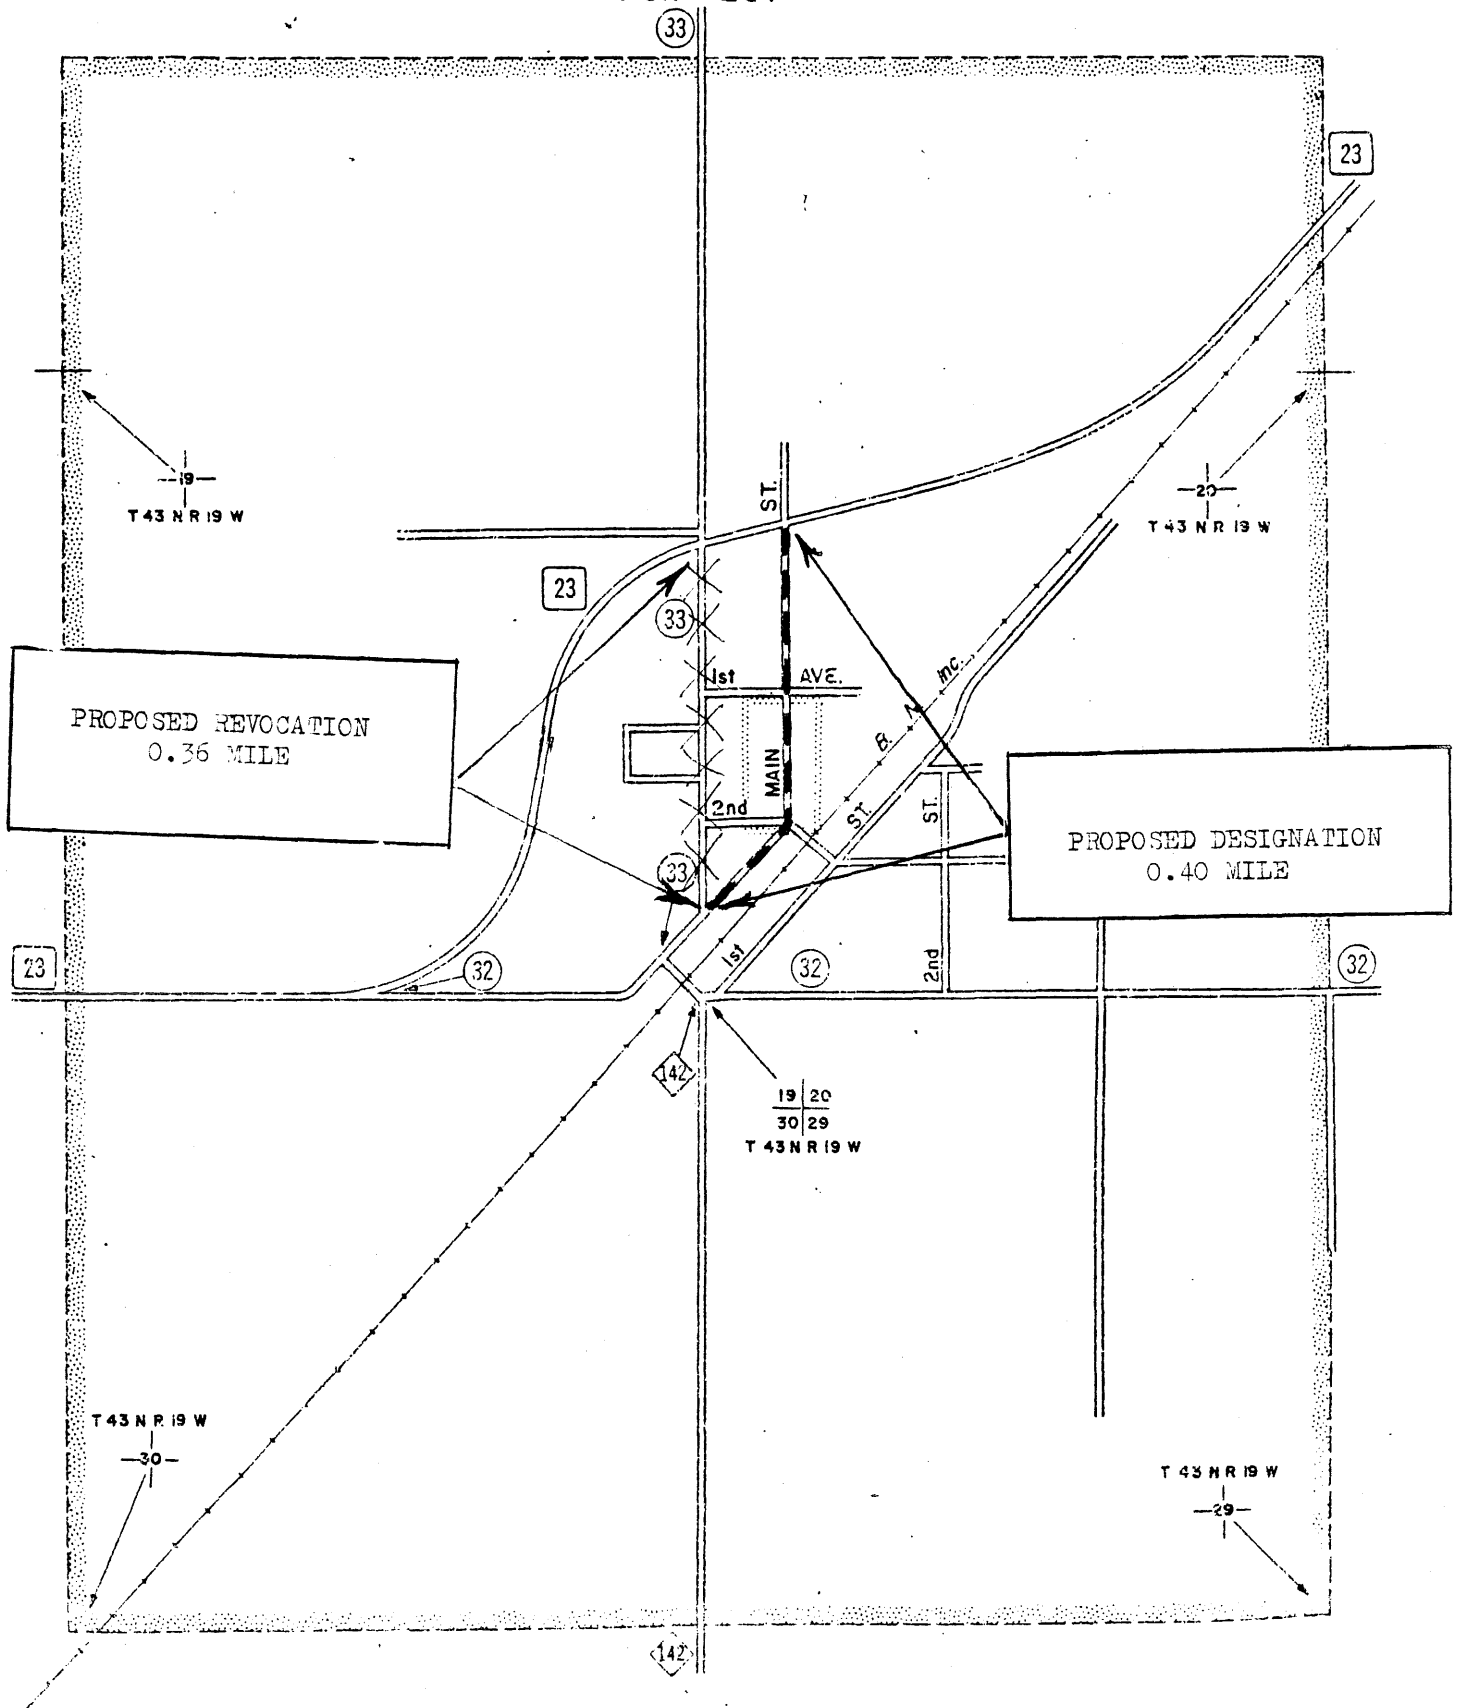 33
23
19
T 43 N R 19 W
ST.
20
T 43 N R 19 W
23
33
PROPOSED REVOCATION
0.36 MILE
1st AVE.
MAIN
2nd
B. N. Inc.
1st ST.
2nd ST.
PROPOSED DESIGNATION
0.40 MILE
33
23
32
32
32
142
19 20
30 29
T 43 N R 19 W
T 43 N R 19 W
30
T 43 N R 19 W
29
142